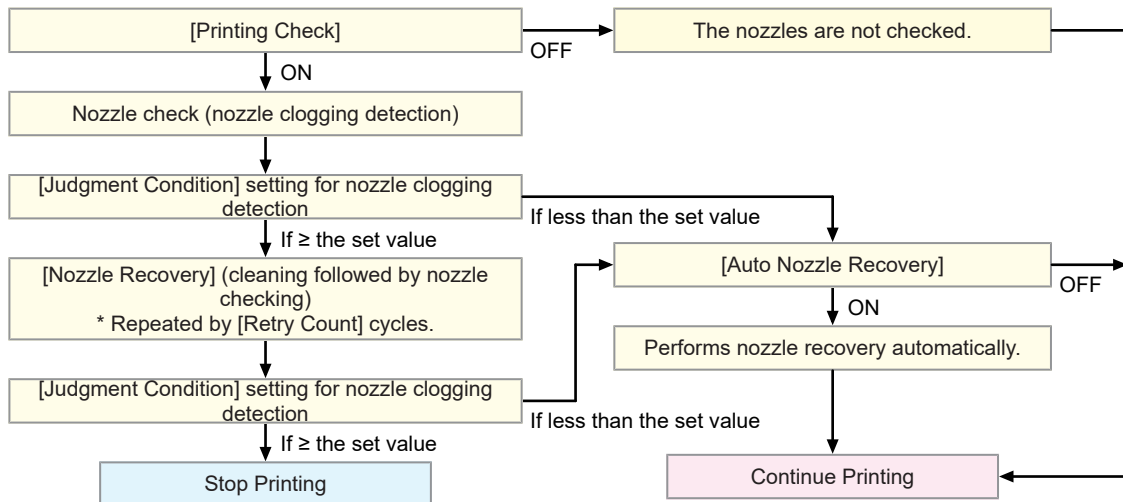 [Printing Check]
OFF
The nozzles are not checked.
ON
Nozzle check (nozzle clogging detection)
[Judgment Condition] setting for nozzle clogging
detection
If less than the set value
If ≥ the set value
[Nozzle Recovery] (cleaning followed by nozzle
checking)
* Repeated by [Retry Count] cycles.
[Auto Nozzle Recovery]
OFF
ON
Performs nozzle recovery automatically.
[Judgment Condition] setting for nozzle clogging
detection
If less than the set value
If ≥ the set value
Stop Printing
Continue Printing